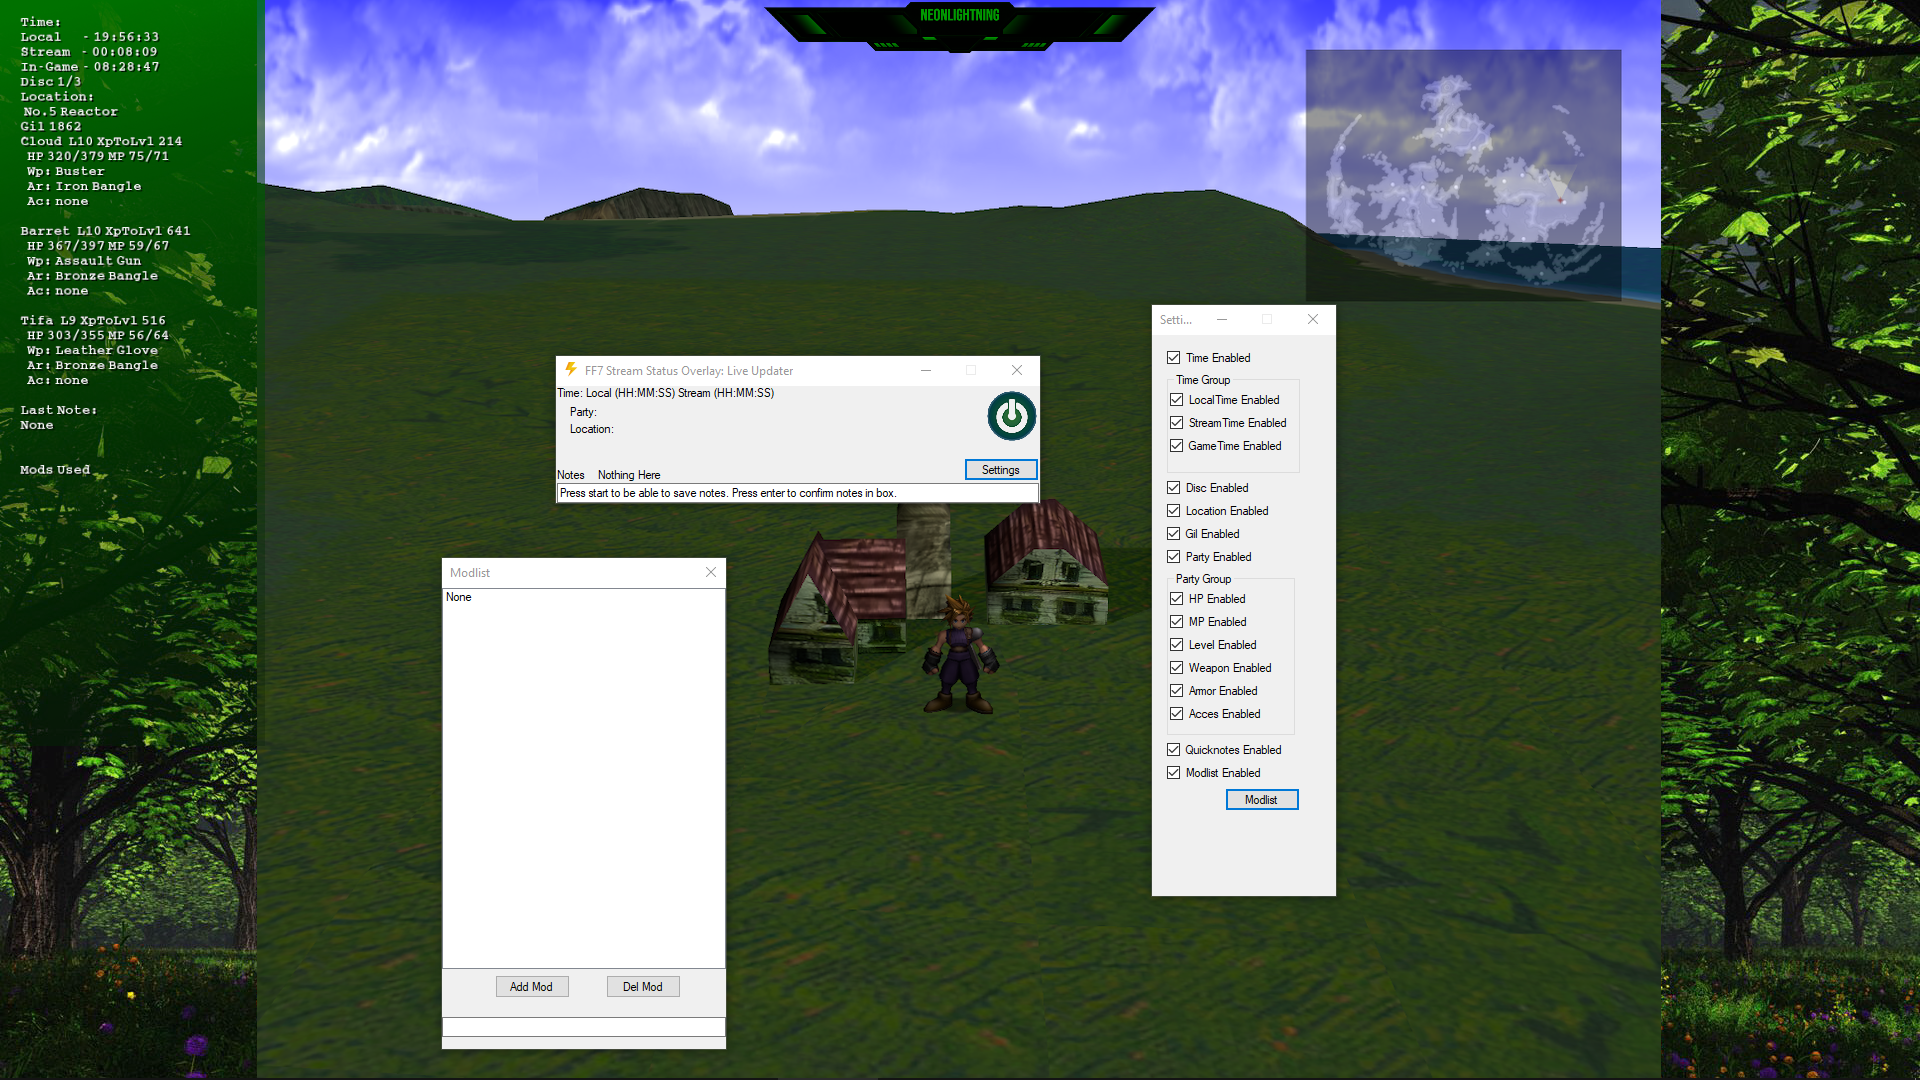 Time:
Local - 19:56:33
Stream - 00:08:09
In-Game - 08:28:47
Disc 1/3
Location:
No.5 Reactor
Gil 1862
Cloud L10 XpToLvl 214
HP 320/379 MP 75/71
Wp: Buster
Ar: Iron Bangle
Ac: none
Barret L10 XpToLvl 641
HP 367/397 MP 59/67
Wp: Assault Gun
Ar: Bronze Bangle
Ac: none
Tifa L9 XpToLvl 516
HP 303/355 MP 56/64
Wp: Leather Glove
Ar: Bronze Bangle
Ac: none
Last Note:
None
Mods Used
NEONLIGHTNING
FF7 Stream Status Overlay: Live Updater
Time: Local (HH:MM:SS) Stream (HH:MM:SS)
Party:
Location:
Settings
Notes Nothing Here
Press start to be able to save notes. Press enter to confirm notes in box.
Modlist
None
Add Mod Del Mod
Setti...
Time Enabled
Time Group
LocalTime Enabled
StreamTime Enabled
GameTime Enabled
Disc Enabled
Location Enabled
Gil Enabled
Party Enabled
Party Group
HP Enabled
MP Enabled
Level Enabled
Weapon Enabled
Armor Enabled
Acces Enabled
Quicknotes Enabled
Modlist Enabled
Modlist